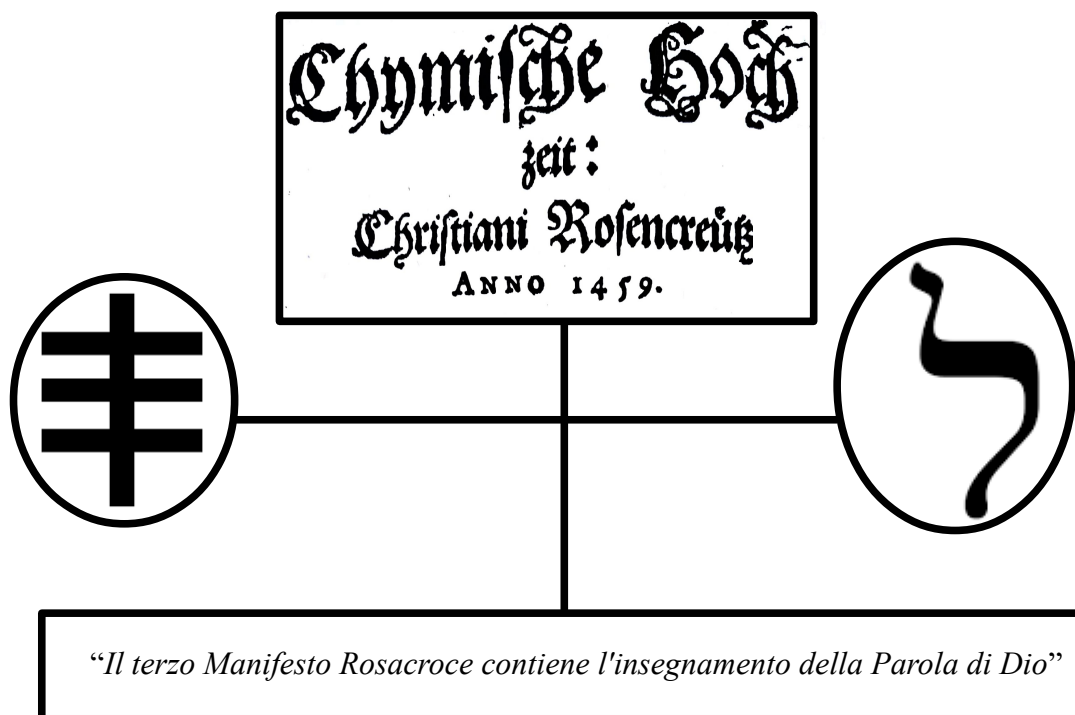 Chymiſche Hoch
zeit:
Chriſtiani Roſencreütz
ANNO 1459.
ל
“Il terzo Manifesto Rosacroce contiene l'insegnamento della Parola di Dio”